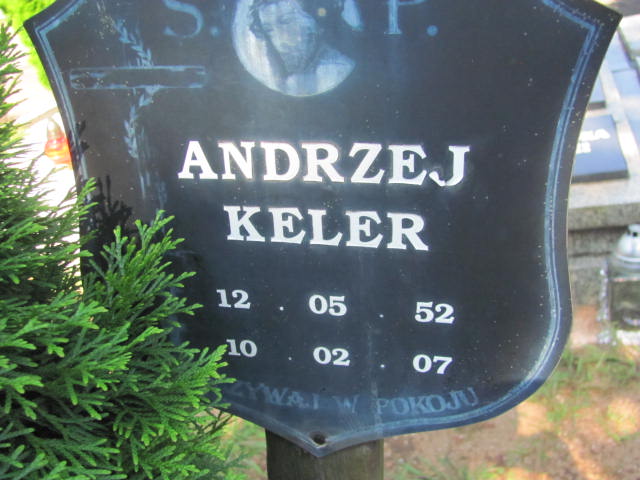 S. P.
ANDRZEJ
KELER
12 . 05 . 52
10 . 02 . 07
W POKOJU